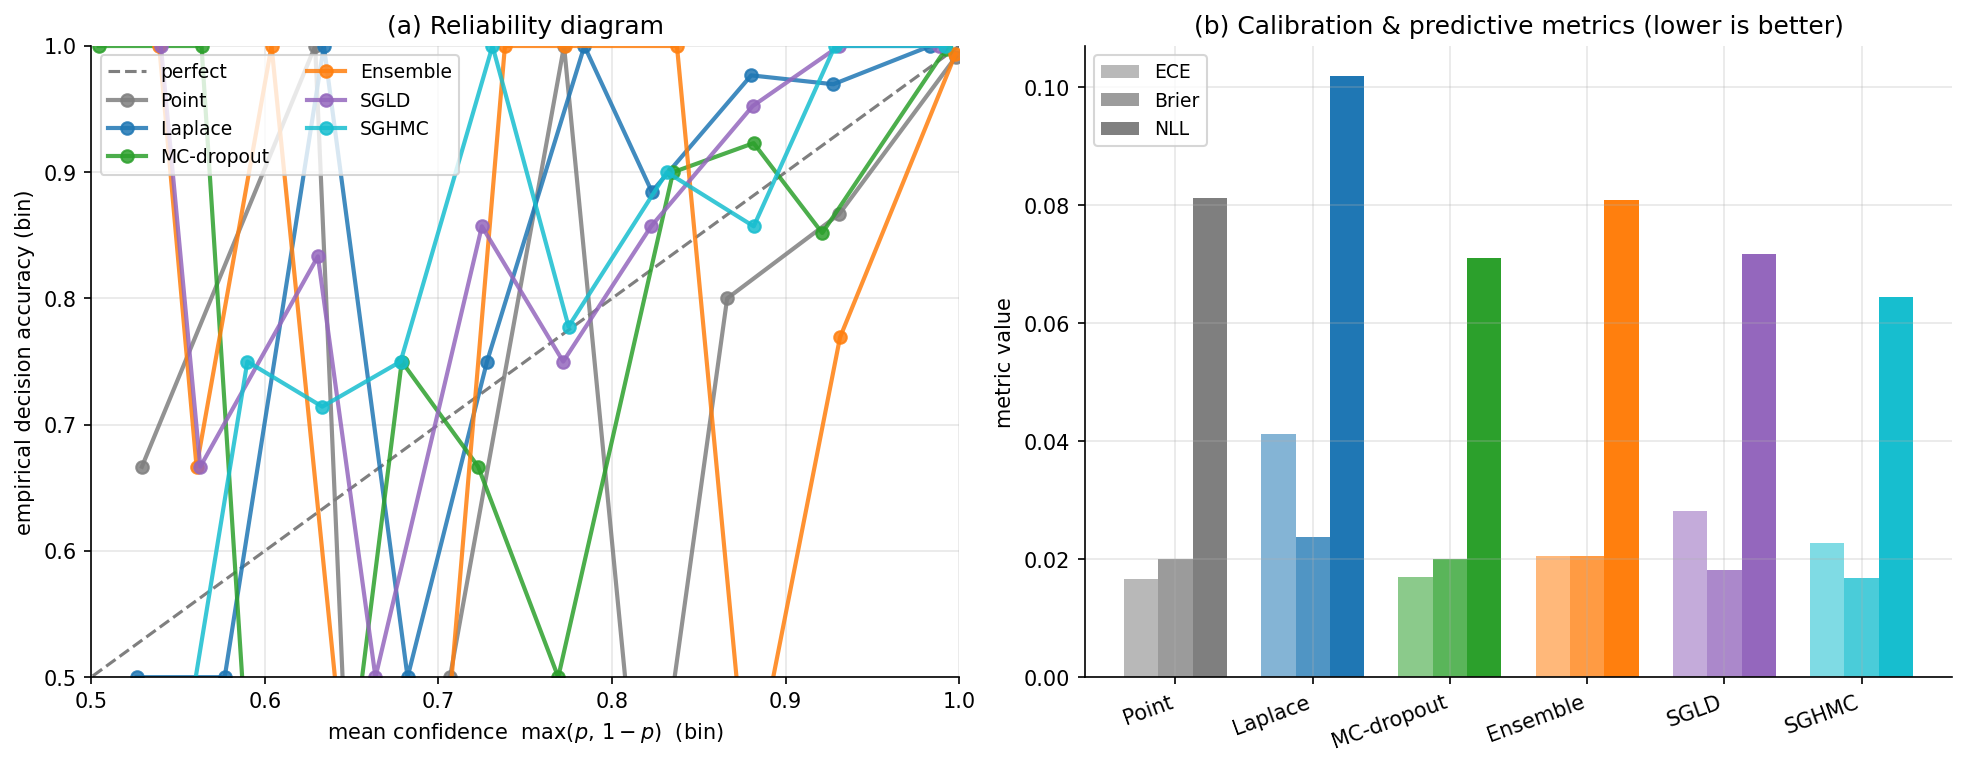 (a) Reliability diagram
1.0
0.9
0.8
0.7
0.6
0.5
empirical decision accuracy (bin)
perfect
Point
Laplace
MC-dropout
Ensemble
SGLD
SGHMC
0.5 0.6 0.7 0.8 0.9 1.0
mean confidence max(p, 1 − p) (bin)
(b) Calibration & predictive metrics (lower is better)
0.10
0.08
0.06
0.04
0.02
0.00
metric value
ECE
Brier
NLL
Point Laplace MC-dropout Ensemble SGLD SGHMC